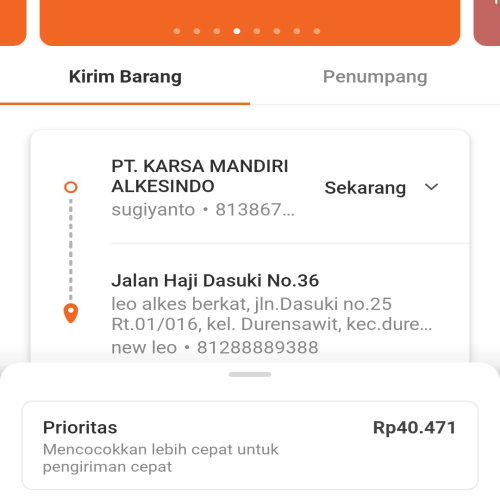 Kirim Barang
Penumpang
PT. KARSA MANDIRI
ALKESINDO
Sekarang
sugiyanto • 813867...
Jalan Haji Dasuki No.36
leo alkes berkat, jln.Dasuki no.25
Rt.01/016, kel. Durensawit, kec.dure...
new leo • 81288889388
Prioritas
Rp40.471
Mencocokkan lebih cepat untuk
pengiriman cepat